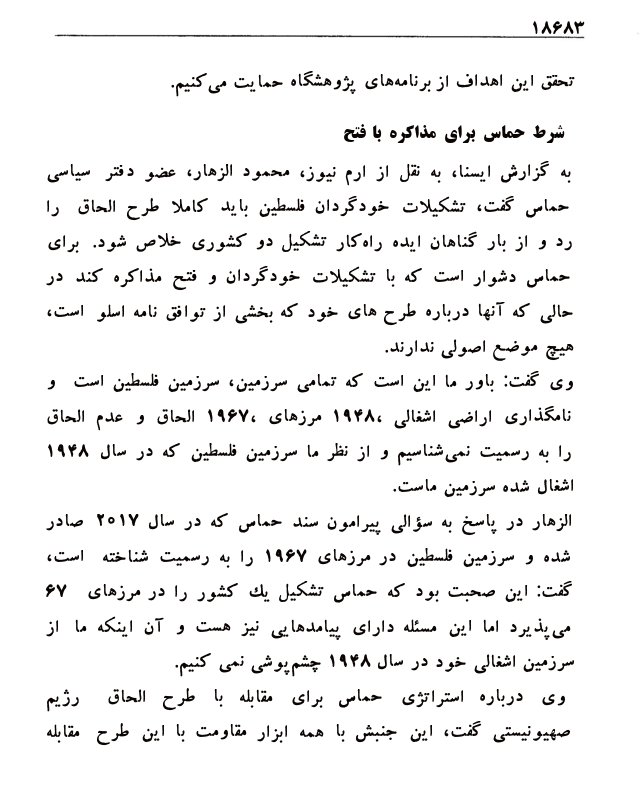 ۱۸۶۸۳
تحقق این اهداف از برنامه‌های پژوهشگاه حمایت می‌کنیم.
شرط حماس برای مذاکره با فتح
به گزارش ایسنا، به نقل از ارم نیوز، محمود الزهار، عضو دفتر سیاسی
حماس گفت، تشکیلات خودگردان فلسطین باید کاملا طرح الحاق را
رد و از بار گناهان ایده راه‌کار تشکیل دو کشوری خلاص شود. برای
حماس دشوار است که با تشکیلات خودگردان و فتح مذاکره کند در
حالی که آنها درباره طرح های خود که بخشی از توافق نامه اسلو است،
هیچ موضع اصولی ندارند.
وی گفت: باور ما این است که تمامی سرزمین، سرزمین فلسطین است و
نامگذاری اراضی اشغالی ،۱۹۴۸ مرزهای ،۱۹۶۷ الحاق و عدم الحاق
را به رسمیت نمی‌شناسیم و از نظر ما سرزمین فلسطین که در سال ۱۹۴۸
اشغال شده سرزمین ماست.
الزهار در پاسخ به سؤالی پیرامون سند حماس که در سال ۲۰۱۷ صادر
شده و سرزمین فلسطین در مرزهای ۱۹۶۷ را به رسمیت شناخته است،
گفت: این صحبت بود که حماس تشکیل یك کشور را در مرزهای ۶۷
می‌پذیرد اما این مسئله دارای پیامدهایی نیز هست و آن اینکه ما از
سرزمین اشغالی خود در سال ۱۹۴۸ چشم‌پوشی نمی کنیم.
وی درباره استراتژی حماس برای مقابله با طرح الحاق رژیم
صهیونیستی گفت، این جنبش با همه ابزار مقاومت با این طرح مقابله